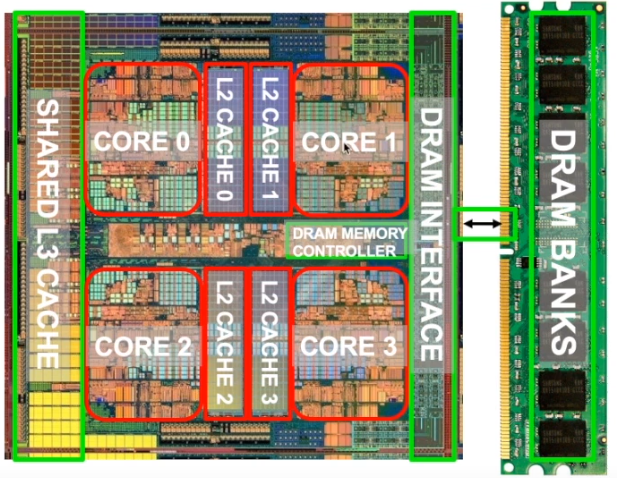 SHARED L3 CACHE
CORE 0
L2 CACHE 0
L2 CACHE 1
CORE 1
DRAM INTERFACE
DRAM BANKS
DRAM MEMORY
CONTROLLER
CORE 2
L2 CACHE 2
L2 CACHE 3
CORE 3